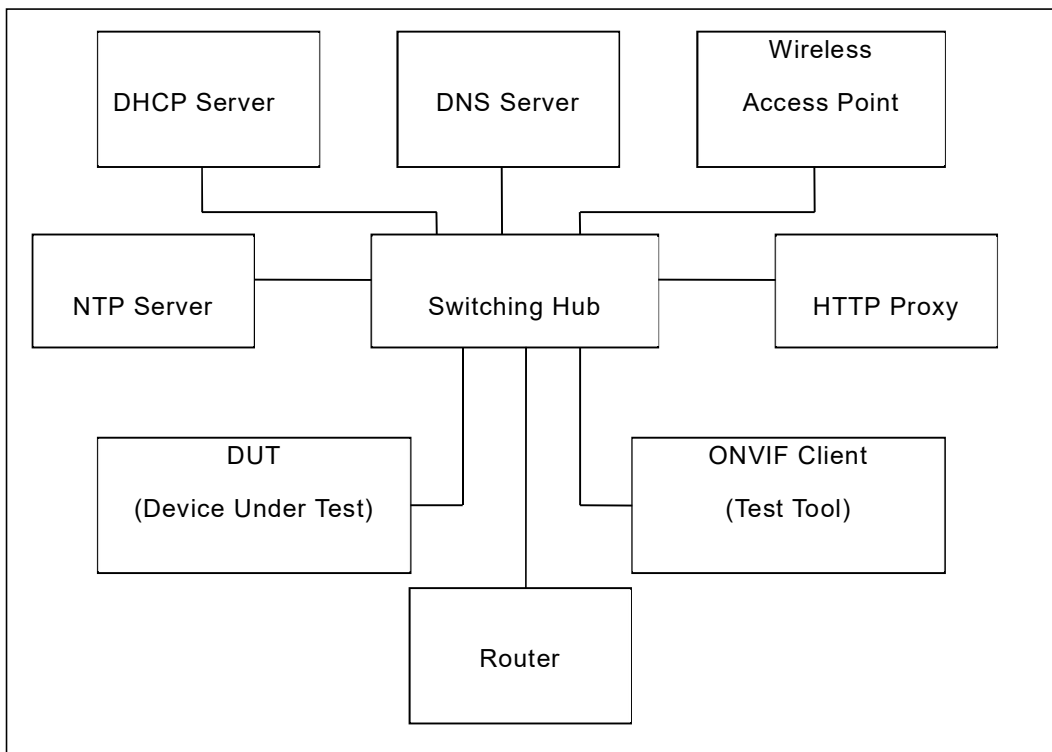 DHCP Server
DNS Server
Wireless
Access Point
NTP Server
Switching Hub
HTTP Proxy
DUT
(Device Under Test)
ONVIF Client
(Test Tool)
Router